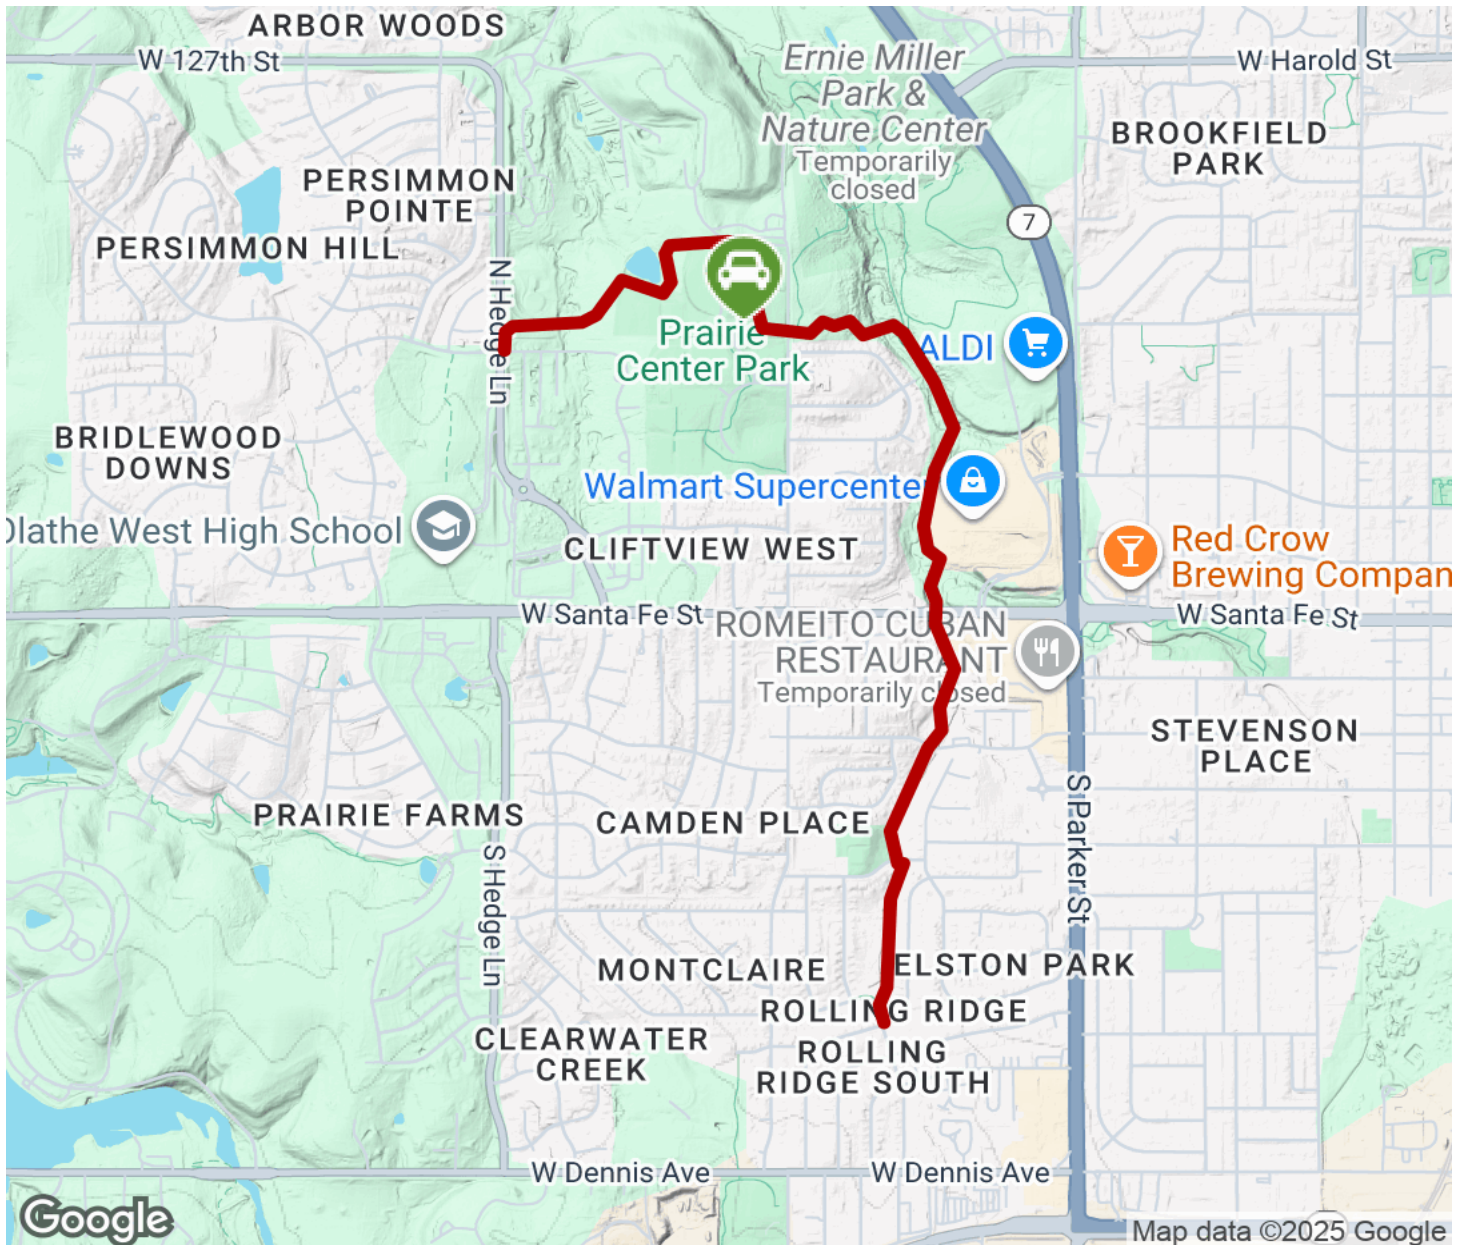 ARBOR WOODS
W 127th St
Ernie Miller
Park &
Nature Center
Temporarily
closed
W Harold St
BROOKFIELD
PARK
PERSIMMON
POINTE
PERSIMMON HILL
7
N Hedge Ln
Prairie
Center Park
ALDI
BRIDLEWOOD
DOWNS
Walmart Supercenter
Olathe West High School
CLIFTVIEW WEST
Red Crow
Brewing Compan
W Santa Fe St
W Santa Fe St
ROMEITO CUBAN
RESTAURANT
Temporarily closed
STEVENSON
PLACE
S Parker St
PRAIRIE FARMS
CAMDEN PLACE
S Hedge Ln
MONTCLAIRE
ELSTON PARK
ROLLING RIDGE
CLEARWATER
CREEK
ROLLING
RIDGE SOUTH
W Dennis Ave
W Dennis Ave
Google
Map data ©2025 Google